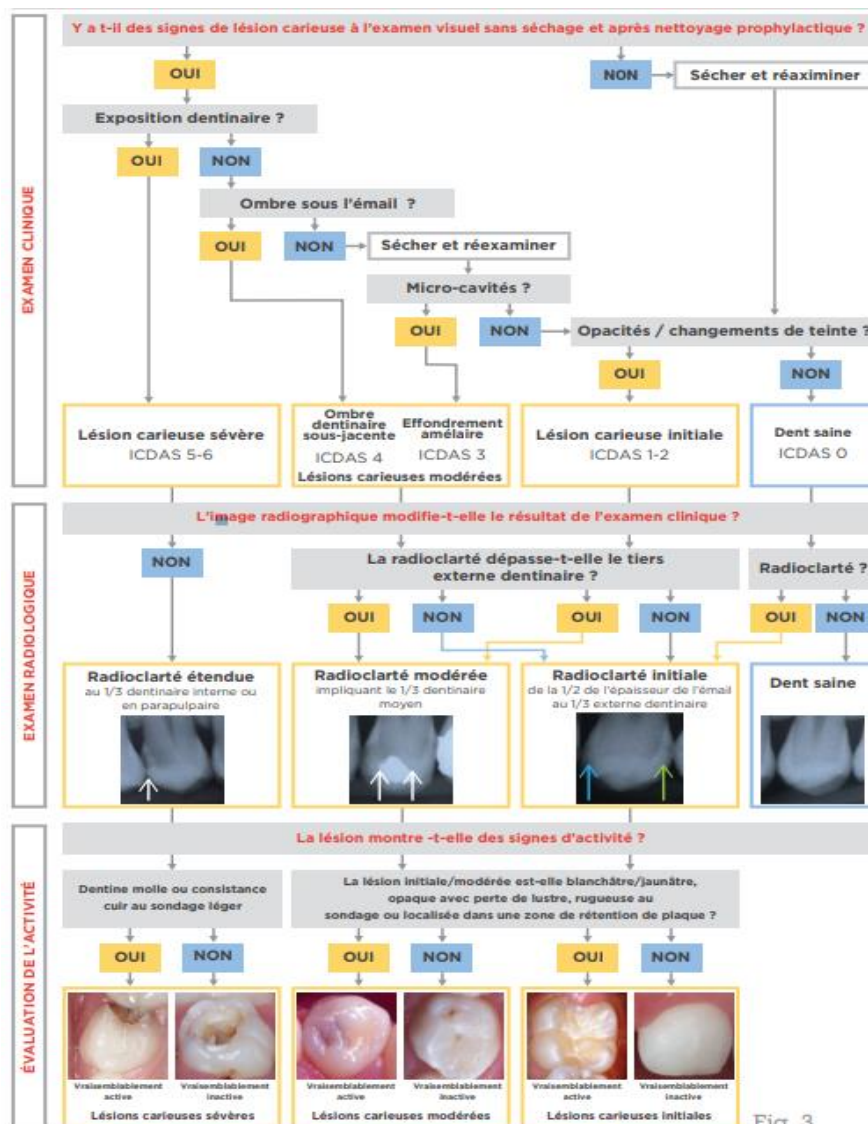 Y a t-il des signes de lésion carieuse à l'examen visuel sans séchage et après nettoyage prophylactique ?
OUI
NON
Sécher et réaximiner
Exposition dentinaire ?
OUI
NON
Ombre sous l'émail ?
OUI
NON
Sécher et réexaminer
Micro-cavités ?
OUI
NON
Opacités / changements de teinte ?
OUI
NON
EXAMEN CLINIQUE
Lésion carieuse sévère
ICDAS 5-6
Ombre
dentinaire
sous-jacente
ICDAS 4
Effondrement
amélaire
ICDAS 3
Lésions carieuses modérées
Lésion carieuse initiale
ICDAS 1-2
Dent saine
ICDAS 0
L'image radiographique modifie-t-elle le résultat de l'examen clinique ?
NON
La radioclarté dépasse-t-elle le tiers
externe dentinaire ?
Radioclarté ?
OUI
NON
OUI
NON
OUI
NON
EXAMEN RADIOLOGIQUE
Radioclarté étendue
au 1/3 dentinaire interne ou
en parapulpaire
Radioclarté modérée
impliquant le 1/3 dentinaire
moyen
Radioclarté initiale
de la 1/2 de l'épaisseur de l'émail
au 1/3 externe dentinaire
Dent saine
La lésion montre -t-elle des signes d'activité ?
Dentine molle ou consistance
cuir au sondage léger
La lésion initiale/modérée est-elle blanchâtre/jaunâtre,
opaque avec perte de lustre, rugueuse au
sondage ou localisée dans une zone de rétention de plaque ?
OUI
NON
OUI
NON
OUI
NON
ÉVALUATION DE L'ACTIVITÉ
Vraisemblablement
active
Vraisemblablement
inactive
Vraisemblablement
active
Vraisemblablement
inactive
Vraisemblablement
active
Vraisemblablement
inactive
Lésions carieuses sévères
Lésions carieuses modérées
Lésions carieuses initiales
Fig. 3